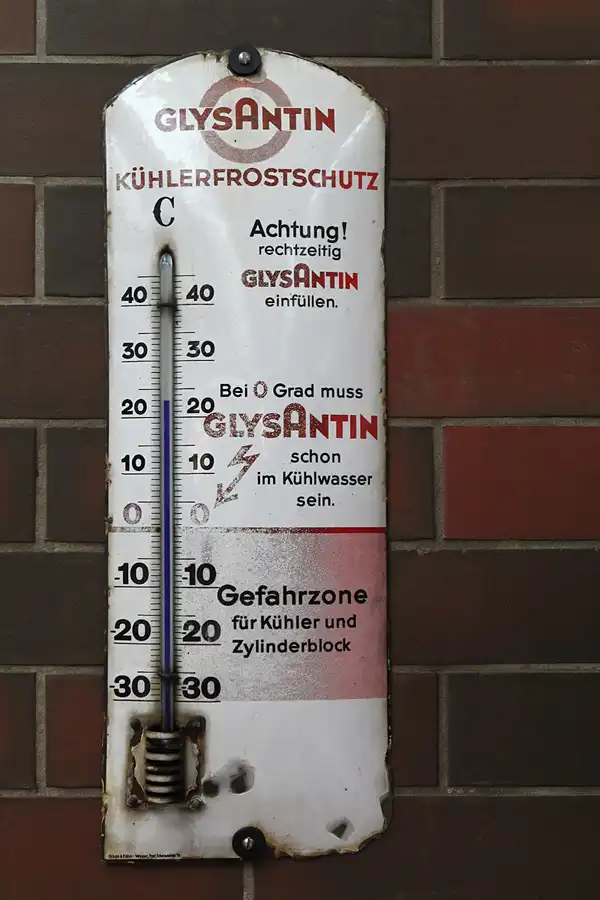 GLYSANTIN
KÜHLERFROSTSCHUTZ
C
Achtung!
rechtzeitig
GLYSANTIN
einfüllen.
40 40
30 30
Bei 0 Grad muss
20 20
GLYSANTIN
schon
10 10
im Kühlwasser
sein.
0 0
-10 -10
Gefahrzone
für Kühler und
-20 -20
Zylinderblock
-30 -30